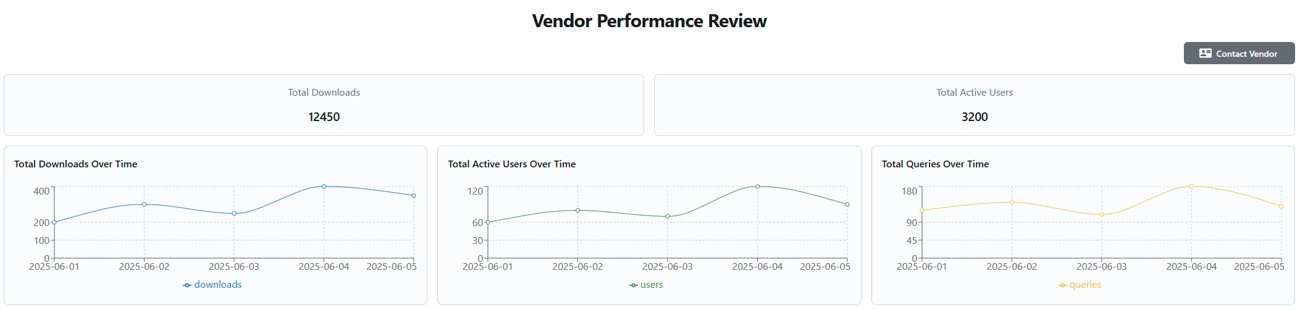 Vendor Performance Review
Contact Vendor
Total Downloads
12450
Total Active Users
3200
Total Downloads Over Time
400
200
100
0
2025-06-01 2025-06-02 2025-06-03 2025-06-04 2025-06-05
downloads
Total Active Users Over Time
120
60
30
0
2025-06-01 2025-06-02 2025-06-03 2025-06-04 2025-06-05
users
Total Queries Over Time
180
90
45
0
2025-06-01 2025-06-02 2025-06-03 2025-06-04 2025-06-05
queries